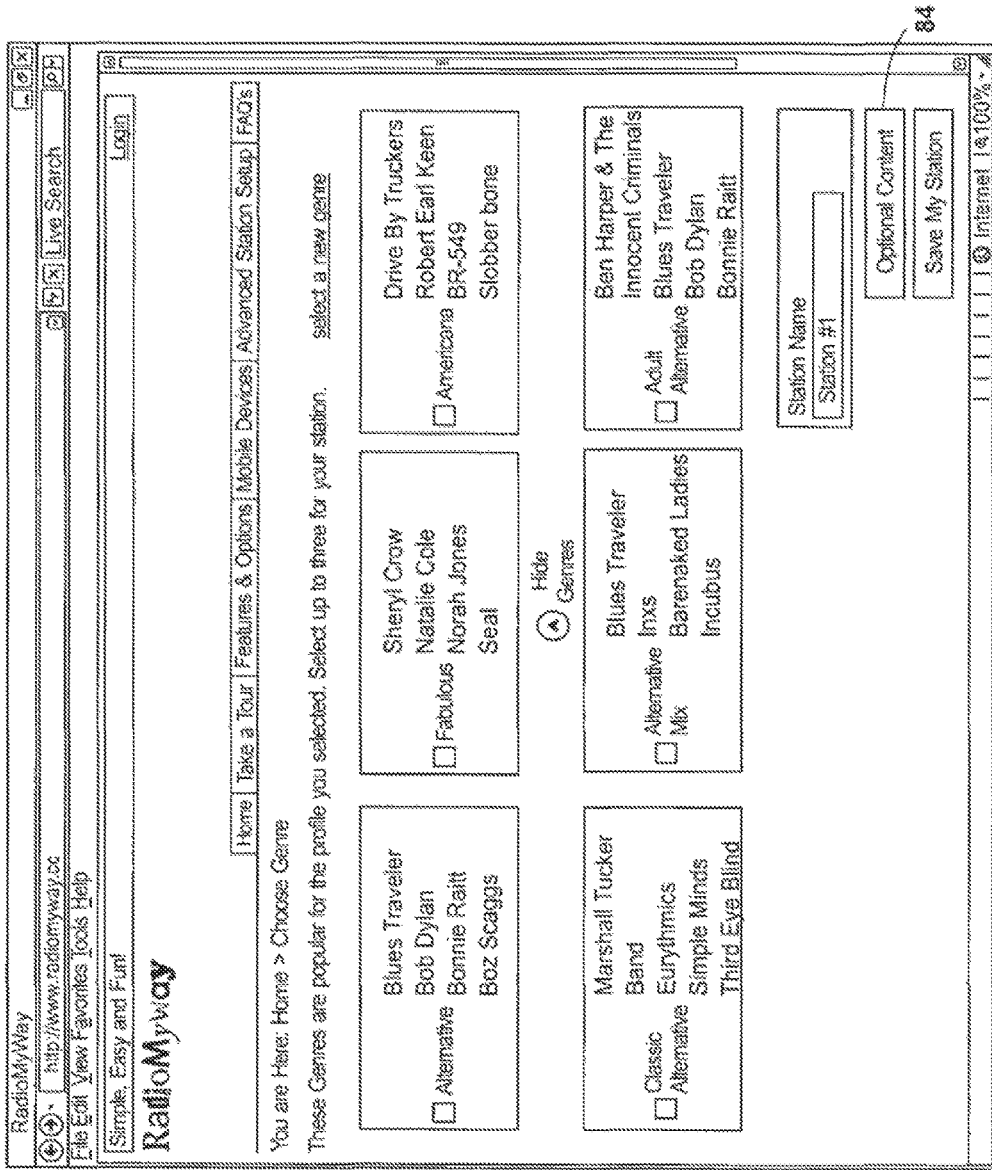 RadioMyWay
http://www.radiomyway.cc
Live Search
File Edit View Favorites Tools Help
Simple, Easy and Fun!
Login
RadioMyway
Home | Take a Tour | Features & Options | Mobile Devices | Advanced Station Setup | FAQ's
You are Here: Home > Choose Genre
These Genres are popular for the profile you selected. Select up to three for your station.
select a new genre
Alternative
Blues Traveler
Bob Dylan
Bonnie Raitt
Boz Scaggs
Fabulous
Sheryl Crow
Natalie Cole
Norah Jones
Seal
Americana
Drive By Truckers
Robert Earl Keen
BR-549
Slobber bone
Hide
Genres
Classic
Alternative
Marshall Tucker
Band
Eurythmics
Simple Minds
Third Eye Blind
Alternative
Mix
Blues Traveler
Inxs
Barenaked Ladies
Incubus
Adult
Alternative
Ben Harper & The
Innocent Criminals
Blues Traveler
Bob Dylan
Bonnie Raitt
Station Name
Station #1
Optional Content
84
Save My Station
Internet
100%